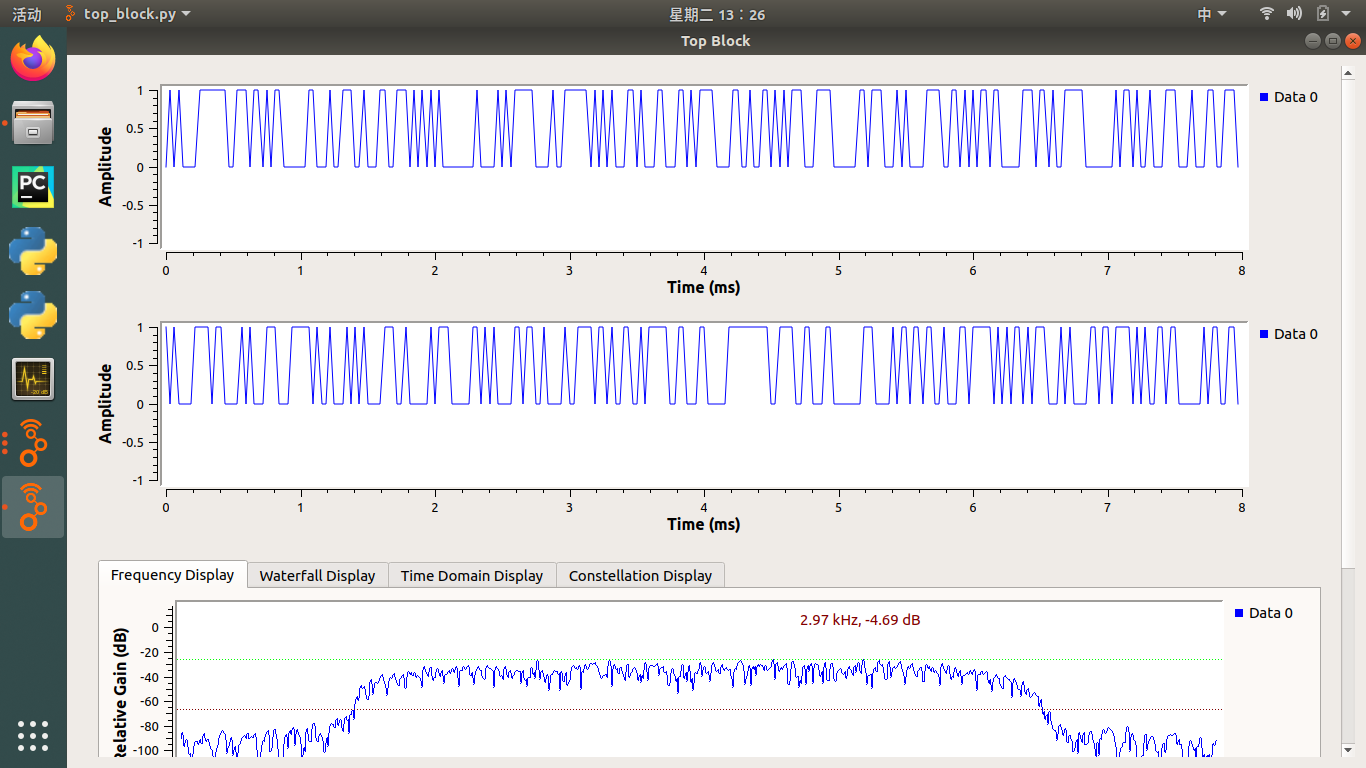 活动 top_block.py 星期二 13：26 中
Top Block
1
0.5
0
-0.5
-1
Amplitude
Data 0
0 1 2 3 4 5 6 7 8
Time (ms)
1
0.5
0
-0.5
-1
Amplitude
Data 0
0 1 2 3 4 5 6 7 8
Time (ms)
Frequency Display Waterfall Display Time Domain Display Constellation Display
2.97 kHz, -4.69 dB
Data 0
0
-20
-40
-60
-80
-100
Relative Gain (dB)
PC